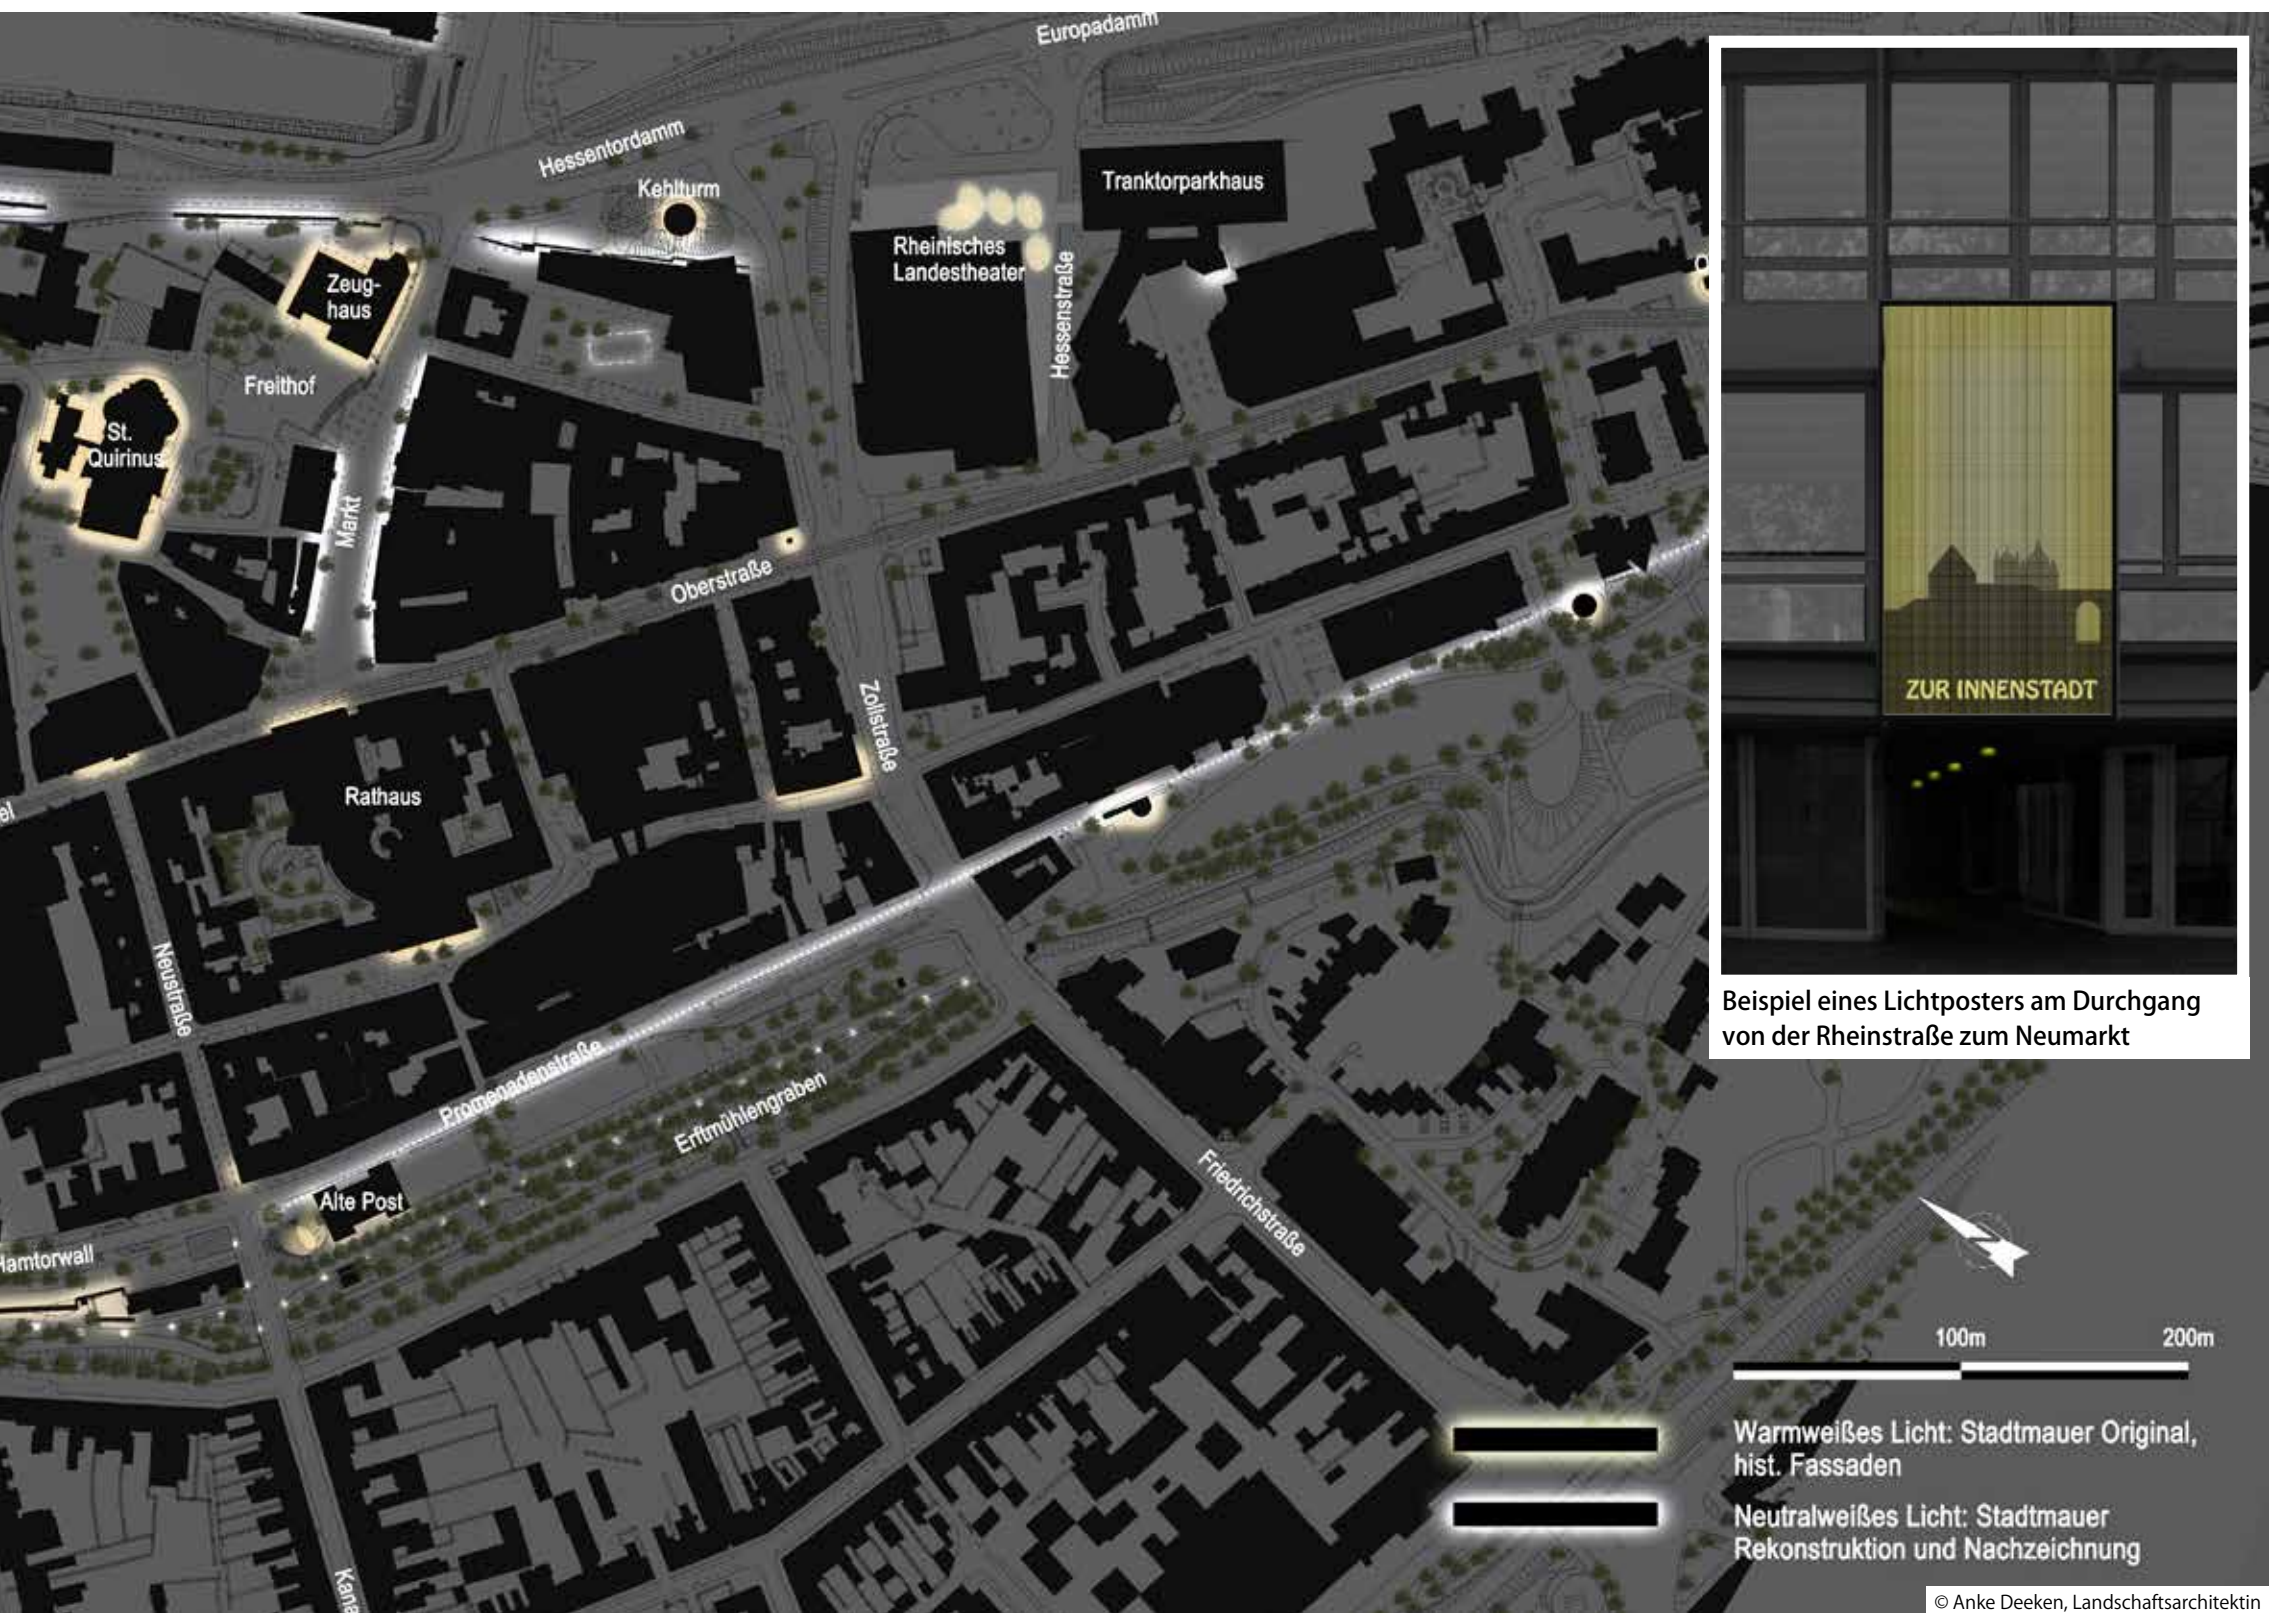 Europadamm
Hessentordamm
Kehlturm
Tranktorparkhaus
Rheinisches
Landestheater
Hessenstraße
Zeug-
haus
Freithof
St.
Quirinus
Markt
Oberstraße
Zollstraße
Rathaus
Neustraße
Promenadenstraße
Erftmühlengraben
Alte Post
Friedrichstraße
ZUR INNENSTADT
Beispiel eines Lichtposters am Durchgang
von der Rheinstraße zum Neumarkt
N
100m 200m
Warmweißes Licht: Stadtmauer Original,
hist. Fassaden
Neutralweißes Licht: Stadtmauer
Rekonstruktion und Nachzeichnung
© Anke Deeken, Landschaftsarchitektin